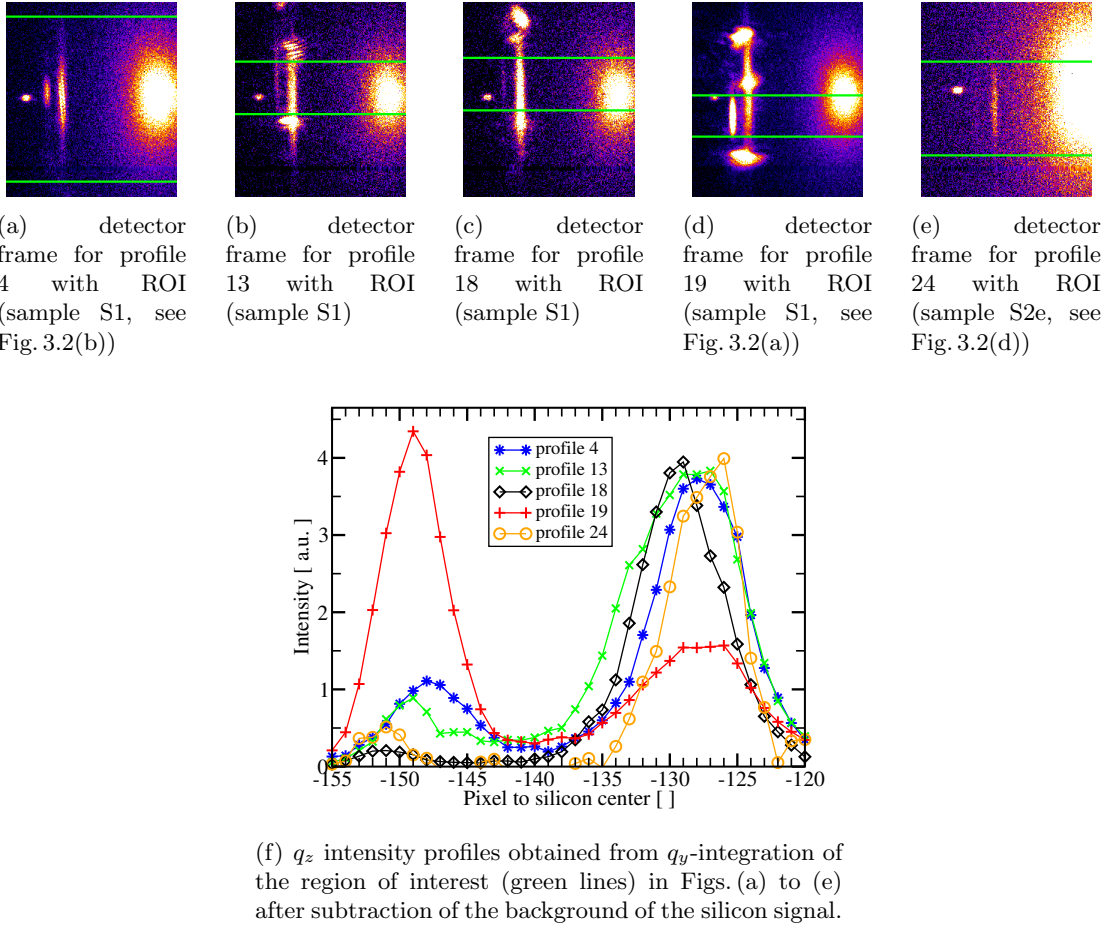 (a) detector
frame for profile
4 with ROI
(sample S1, see
Fig. 3.2(b))
(b) detector
frame for profile
13 with ROI
(sample S1)
(c) detector
frame for profile
18 with ROI
(sample S1)
(d) detector
frame for profile
19 with ROI
(sample S1, see
Fig. 3.2(a))
(e) detector
frame for profile
24 with ROI
(sample S2e, see
Fig. 3.2(d))
profile 4
profile 13
profile 18
profile 19
profile 24
Intensity [ a.u. ]
4
3
2
1
0
-155 -150 -145 -140 -135 -130 -125 -120
Pixel to silicon center [ ]
(f) qz intensity profiles obtained from qy-integration of
the region of interest (green lines) in Figs. (a) to (e)
after subtraction of the background of the silicon signal.